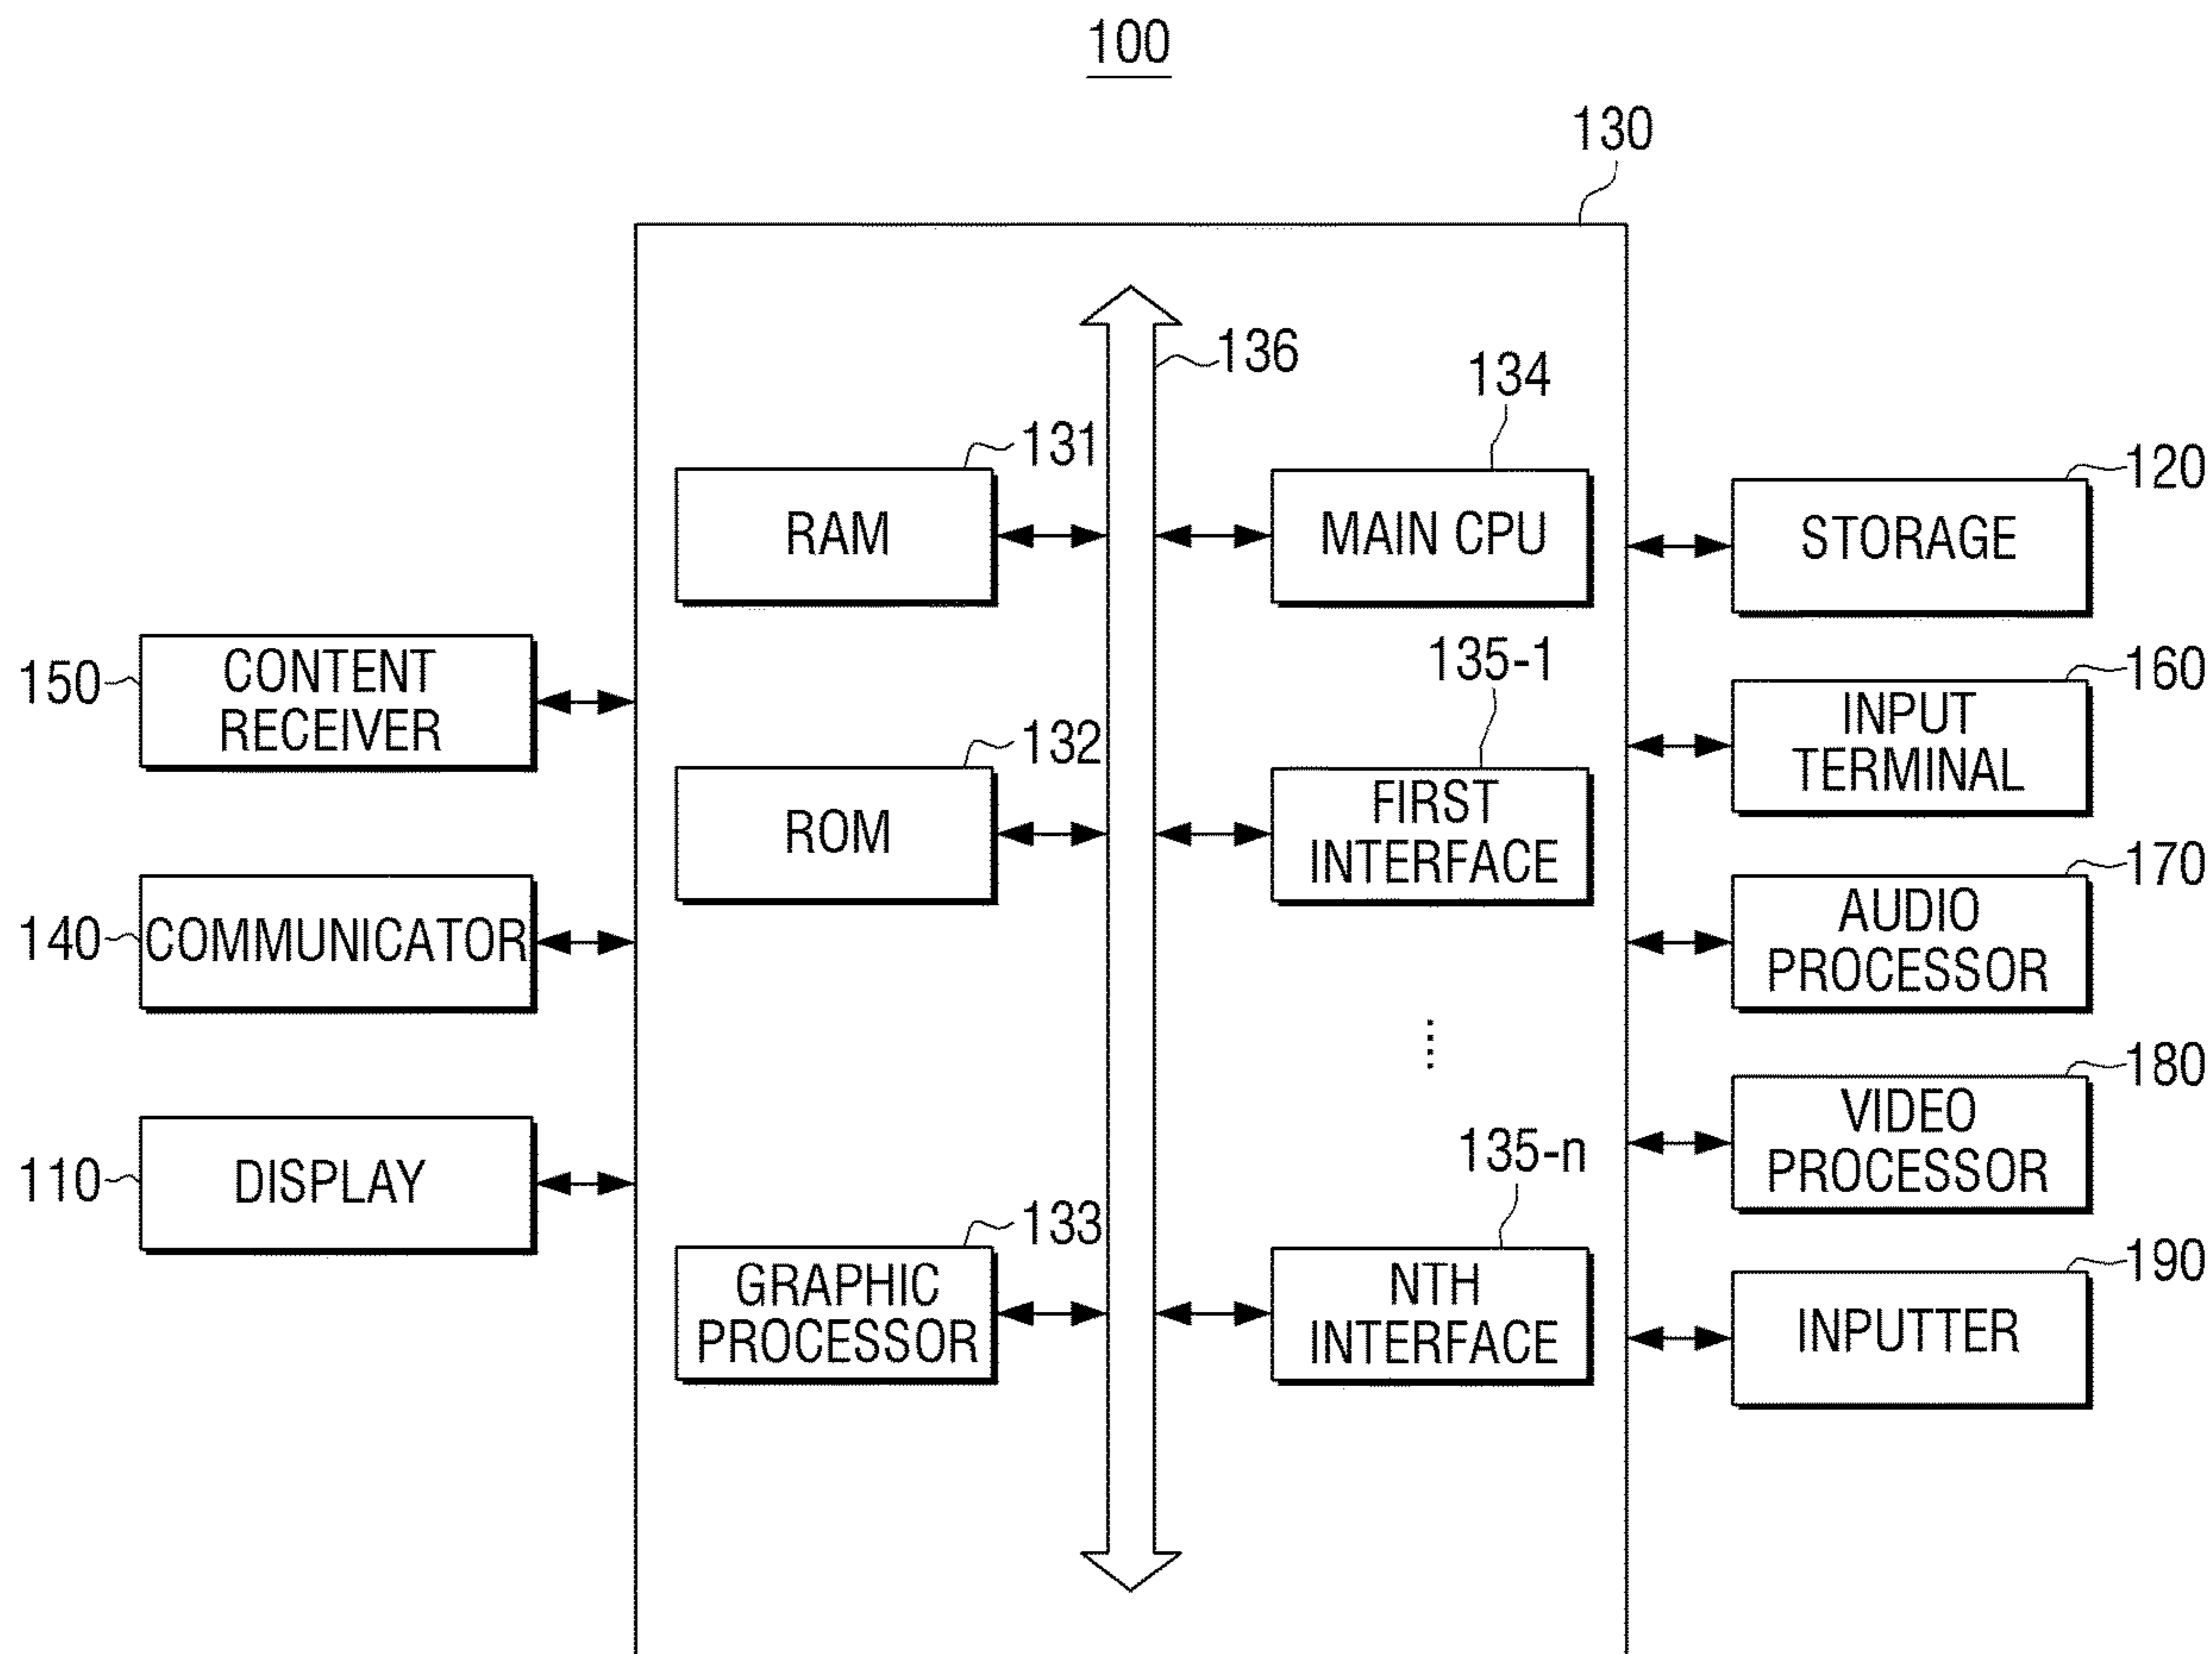 100
130
136
134
131
RAM
MAIN CPU
120
STORAGE
150
CONTENT
RECEIVER
135-1
160
INPUT
TERMINAL
132
ROM
FIRST
INTERFACE
170
AUDIO
PROCESSOR
140
COMMUNICATOR
180
VIDEO
PROCESSOR
110
DISPLAY
135-n
133
GRAPHIC
PROCESSOR
NTH
INTERFACE
190
INPUTTER